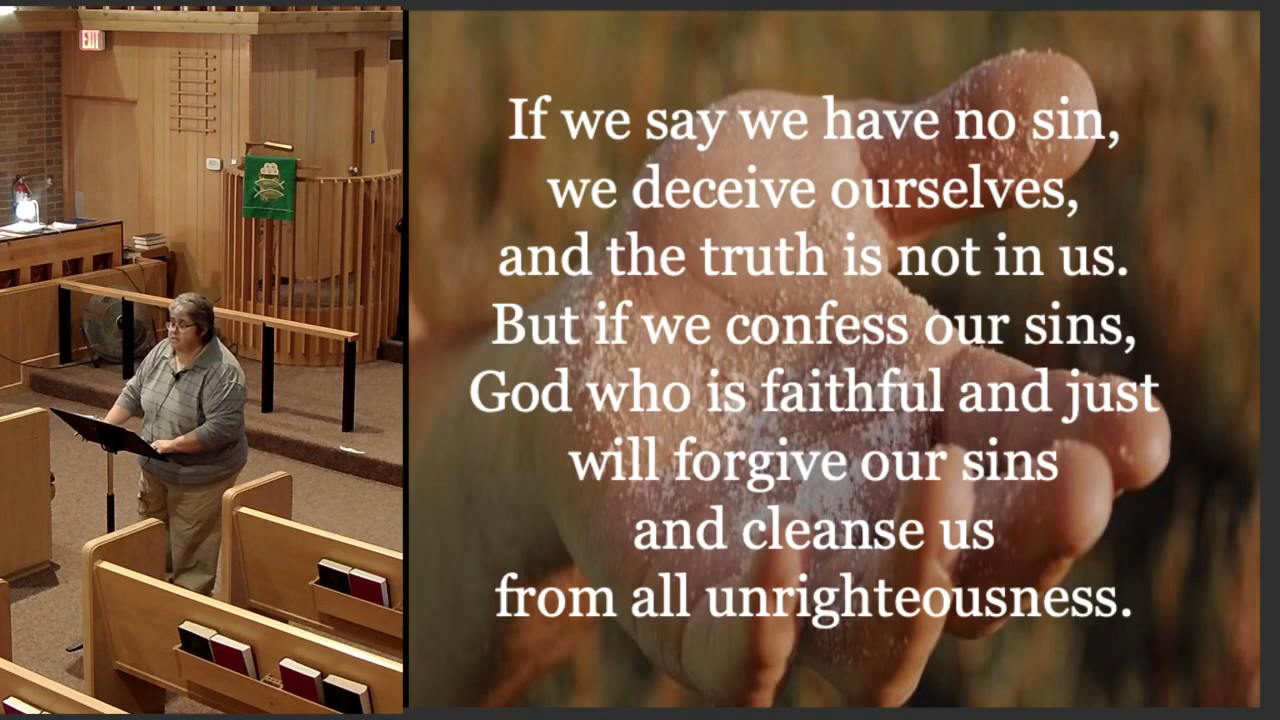 EXIT
If we say we have no sin,
we deceive ourselves,
and the truth is not in us.
But if we confess our sins,
God who is faithful and just
will forgive our sins
and cleanse us
from all unrighteousness.